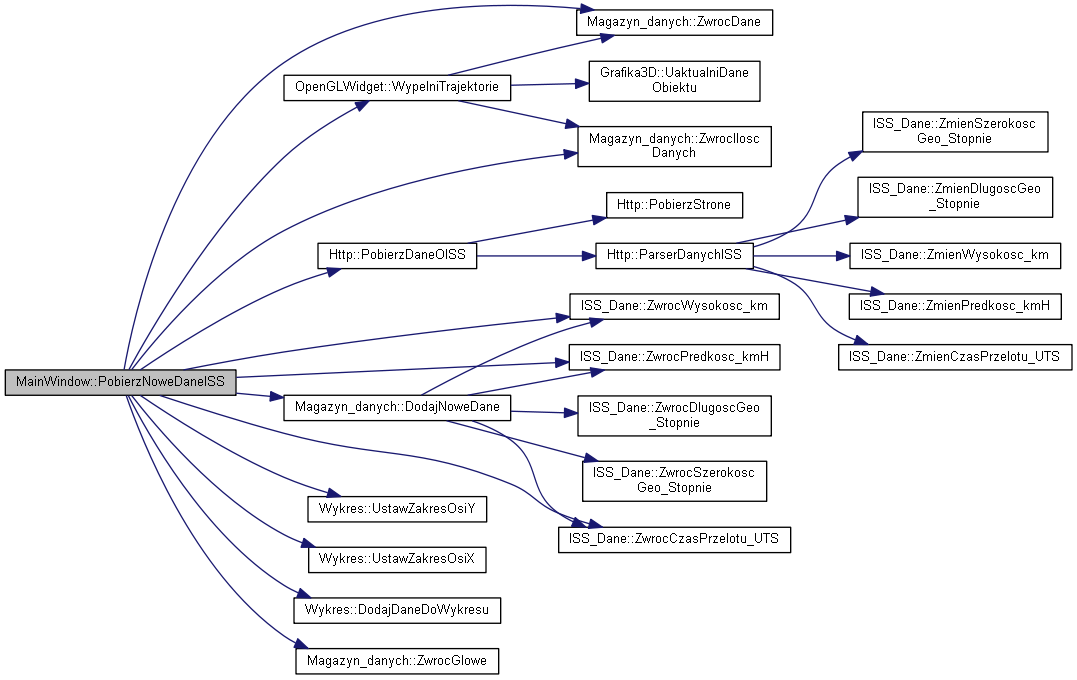 Magazyn_danych::ZwrocDane
OpenGLWidget::WypelniTrajektorie
Grafika3D::UaktualniDane
Obiektu
Magazyn_danych::ZwrocIlosc
Danych
ISS_Dane::ZmienSzerokosc
Geo_Stopnie
ISS_Dane::ZmienDlugoscGeo
_Stopnie
Http::PobierzStrone
Http::PobierzDaneOISS
Http::ParserDanychISS
ISS_Dane::ZmienWysokosc_km
ISS_Dane::ZmienPredkosc_kmH
ISS_Dane::ZmienCzasPrzelotu_UTS
ISS_Dane::ZwrocWysokosc_km
ISS_Dane::ZwrocPredkosc_kmH
MainWindow::PobierzNoweDaneISS
Magazyn_danych::DodajNoweDane
ISS_Dane::ZwrocDlugoscGeo
_Stopnie
ISS_Dane::ZwrocSzerokosc
Geo_Stopnie
Wykres::UstawZakresOsiY
ISS_Dane::ZwrocCzasPrzelotu_UTS
Wykres::UstawZakresOsiX
Wykres::DodajDaneDoWykresu
Magazyn_danych::ZwrocGlowe